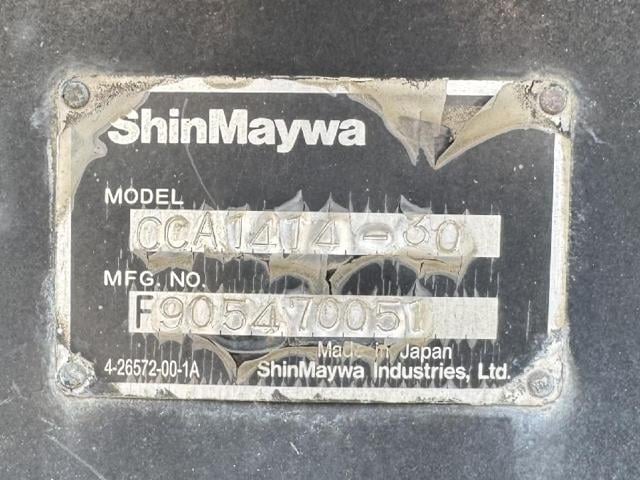 ShinMaywa
MODEL
CCA1414-30
MFG. NO.
F905470051
Made in Japan
4-26572-00-1A
ShinMaywa Industries, Ltd.